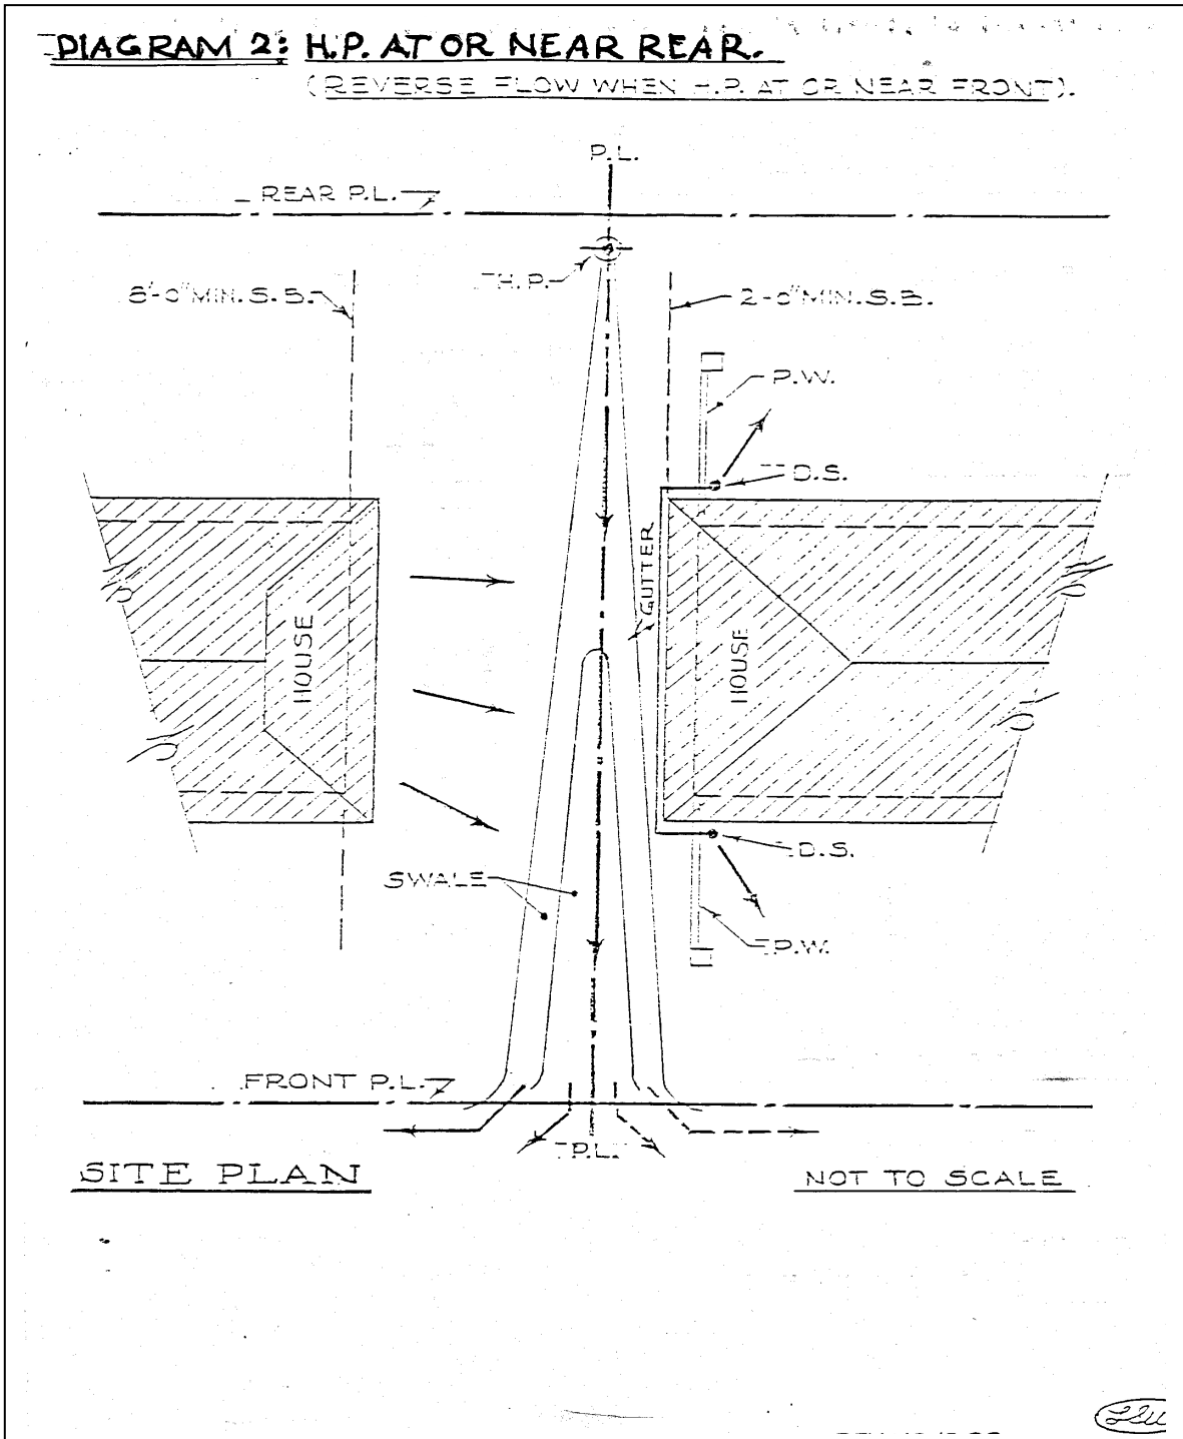 DIAGRAM 2: H.P. AT OR NEAR REAR.
(REVERSE FLOW WHEN H.P. AT OR NEAR FRONT).
P.L.
REAR P.L.
H.P.
8'-0" MIN. S.B.
2'-0" MIN. S.B.
P.W.
D.S.
GUTTER
HOUSE
HOUSE
D.S.
SWALE
P.W.
FRONT P.L.
P.L.
SITE PLAN
NOT TO SCALE